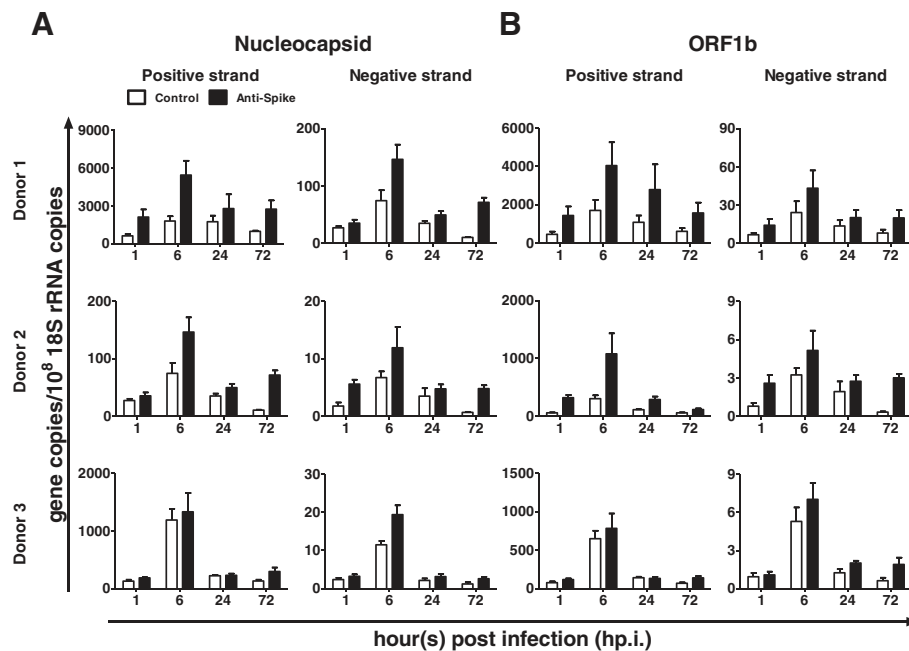 A
B
Nucleocapsid
ORF1b
Positive strand
Negative strand
Positive strand
Negative strand
Control
Anti-Spike
gene copies/10⁸ 18S rRNA copies
Donor 1
9000
6000
3000
0
1 6 24 72
200
100
0
1 6 24 72
6000
4000
2000
0
1 6 24 72
90
60
30
0
1 6 24 72
Donor 2
200
100
0
1 6 24 72
20
10
0
1 6 24 72
2000
1000
0
1 6 24 72
9
6
3
0
1 6 24 72
Donor 3
2000
1000
0
1 6 24 72
30
20
10
0
1 6 24 72
1500
1000
500
0
1 6 24 72
9
6
3
0
1 6 24 72
hour(s) post infection (hp.i.)